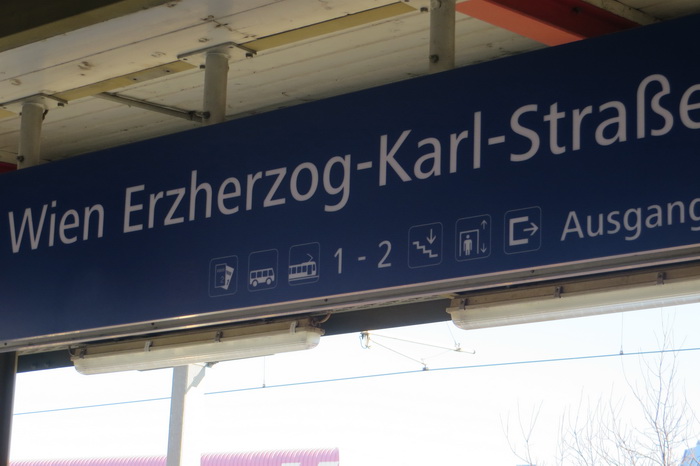 Wien Erzherzog-Karl-Straße
1 - 2 Ausgang